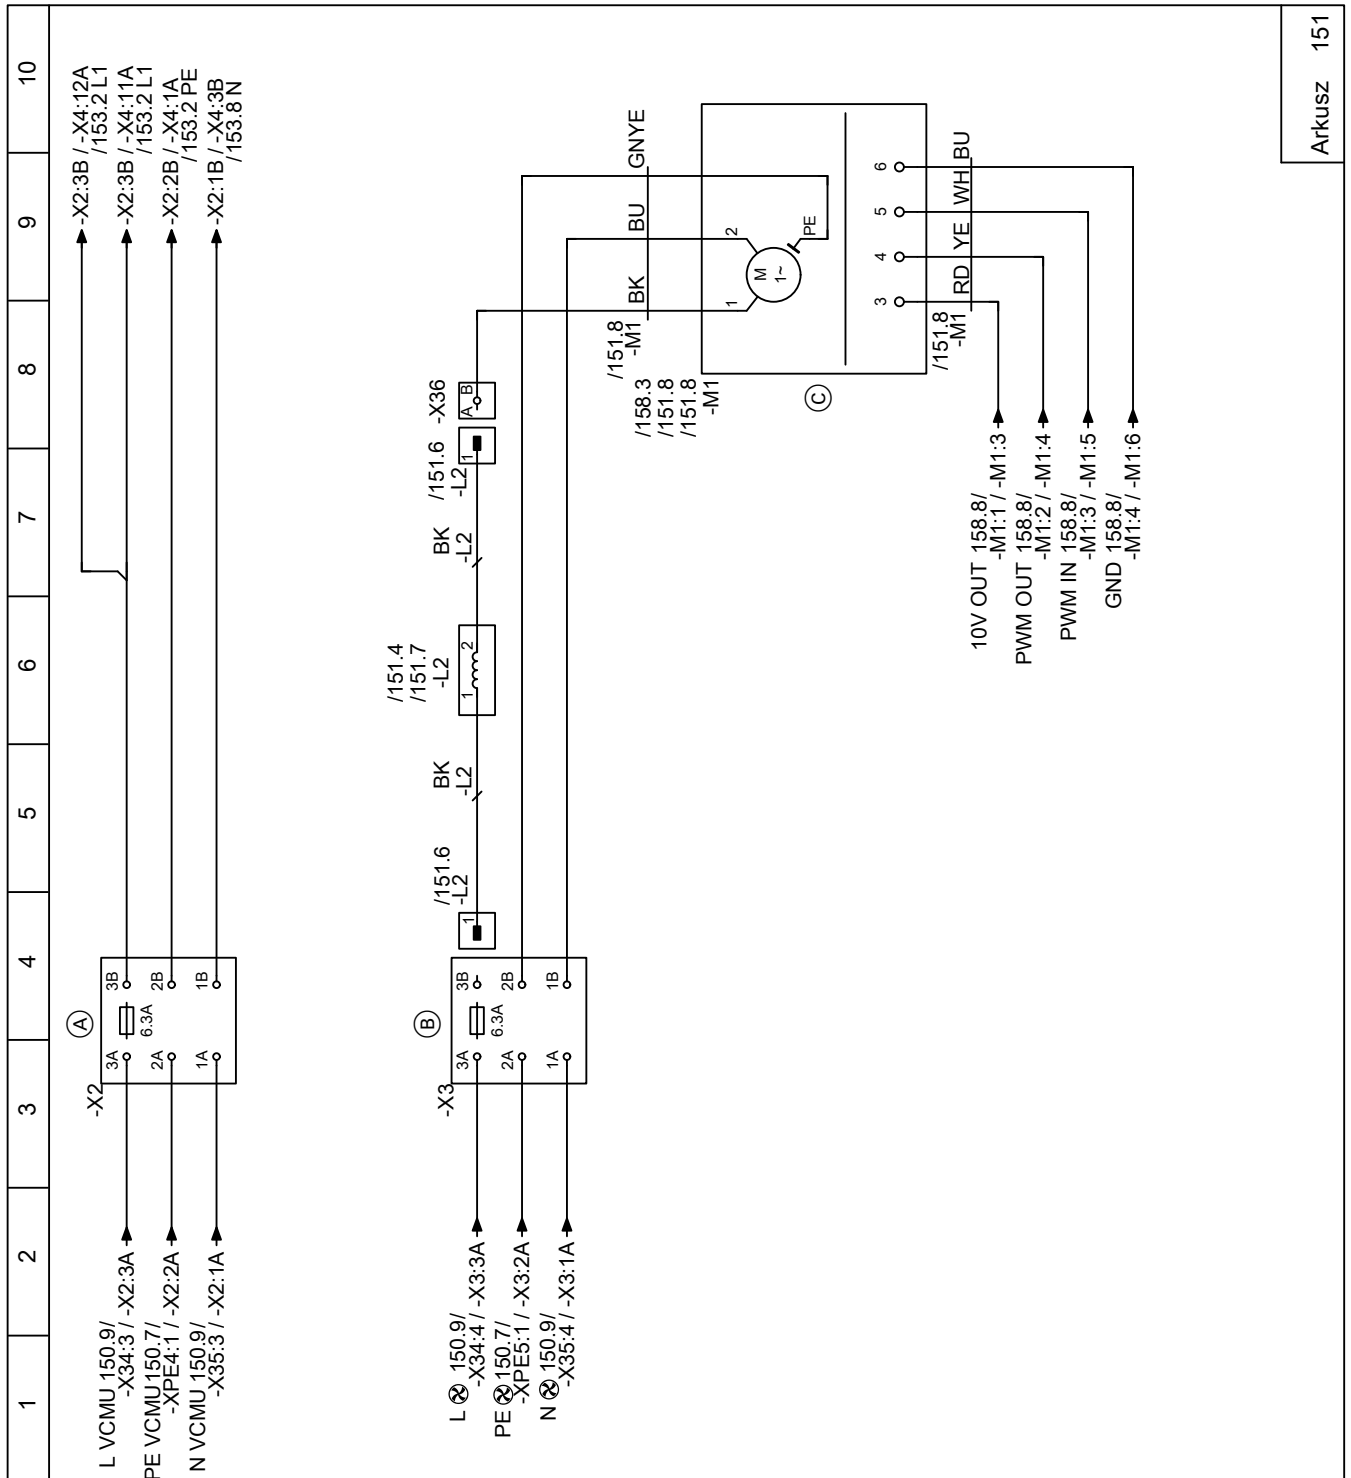 1
2
3
4
5
6
7
8
9
10
L VCMU 150.9/
-X34:3 / -X2:3A
PE VCMU 150.7/
-XPE4:1 / -X2:2A
N VCMU 150.9/
-X35:3 / -X2:1A
-X2
A
3A
3B
6.3A
2A
2B
1A
1B
-X2:3B / -X4:12A
/153.2 L1
-X2:3B / -X4:11A
/153.2 L1
-X2:2B / -X4:1A
/153.2 PE
-X2:1B / -X4:3B
/153.8 N
L 150.9/
-X34:4 / -X3:3A
PE 150.7/
-XPE5:1 / -X3:2A
N 150.9/
-X35:4 / -X3:1A
-X3
B
3A
3B
6.3A
2A
2B
1A
1B
/151.6
-L2
1
BK
-L2
/151.4
/151.7
-L2
1 2
BK
-L2
/151.6
-L2
1
-X36
A B
/151.8
-M1
BK
BU
GNYE
/158.3
/151.8
/151.8
-M1
1
2
M
1~
PE
C
3
4
5
6
/151.8
-M1
RD YE WH BU
10V OUT 158.8/
-M1:1 / -M1:3
PWM OUT 158.8/
-M1:2 / -M1:4
PWM IN 158.8/
-M1:3 / -M1:5
GND 158.8/
-M1:4 / -M1:6
Arkusz 151